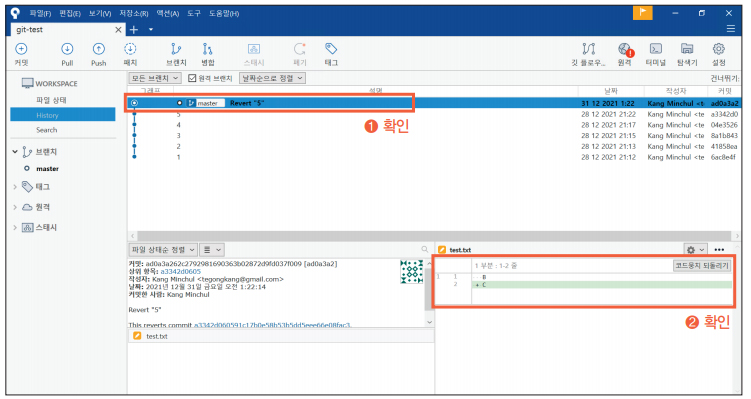 파일(F) 편집(E) 보기(V) 저장소(R) 액션(A) 도구 도움말(H)
git-test
커밋 Pull Push 패치 브랜치 병합 스태시 폐기 태그 깃 플로우.. 원격 터미널 탐색기 설정
WORKSPACE
파일 상태
History
Search
브랜치
master
태그
원격
스태시
모든 브랜치 원격 브랜치 날짜순으로 정렬 건너뛰기:
그래프 설명 날짜 작성자 커밋
master Revert "5" 31 12 2021 1:22 Kang Minchul <t ad0a3a2
5 28 12 2021 21:22 Kang Minchul <te a3342d0
4 28 12 2021 21:17 Kang Minchul <te 04e3526
3 28 12 2021 21:15 Kang Minchul <te 8a1b843
2 28 12 2021 21:13 Kang Minchul <te 41858ea
1 28 12 2021 21:12 Kang Minchul <te 6ac8e4f
1 확인
파일 상태순 정렬
커밋: ad0a3a262c2792981690363b02872d9fd037f009 [ad0a3a2]
상위 항목: a3342d0605
작성자: Kang Minchul <tegongkang@gmail.com>
날짜: 2021년 12월 31일 금요일 오전 1:22:14
커밋한 사람: Kang Minchul
Revert "5"
This reverts commit a3342d060591c17b0e58b53b5dd5eee66e08fac3.
test.txt
test.txt
1 부분 : 1-2 줄 코드뭉치 되돌리기
1 1 B
2 + C
2 확인